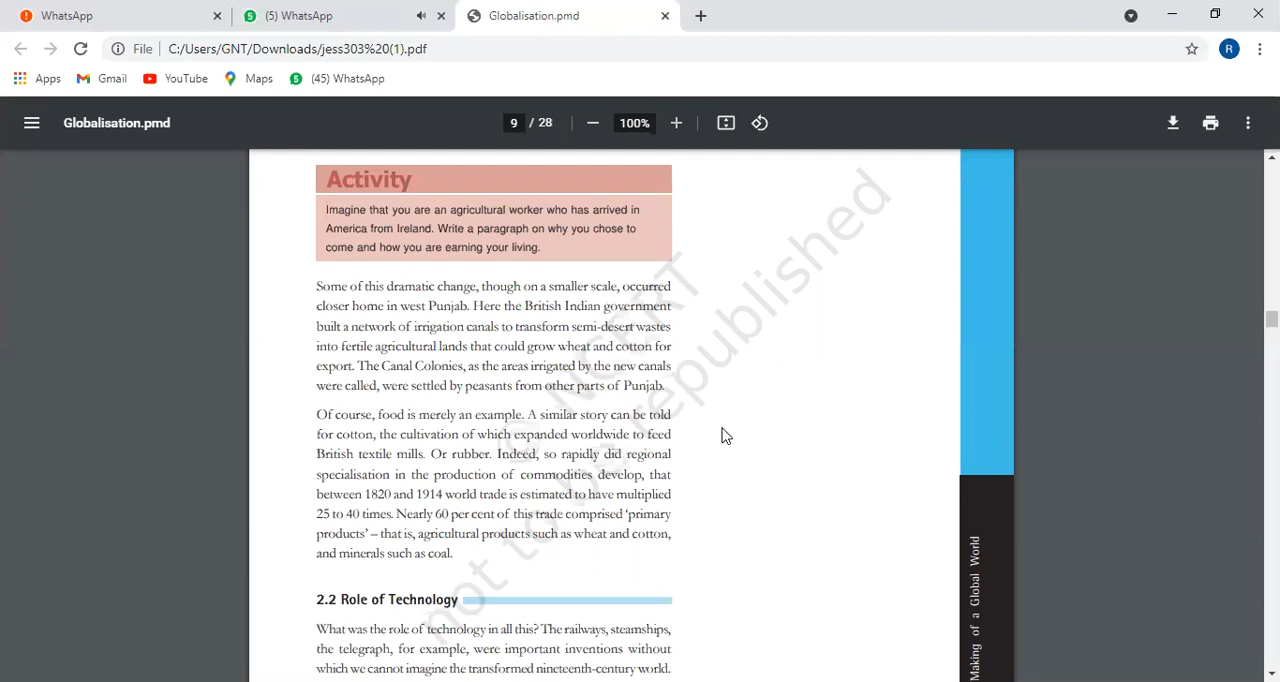 WhatsApp
(5) WhatsApp
Globalisation.pmd
File
C:/Users/GNT/Downloads/jess303%20(1).pdf
R
Apps
Gmail
YouTube
Maps
(45) WhatsApp
Globalisation.pmd
9 / 28
100%
Activity
Imagine that you are an agricultural worker who has arrived in
America from Ireland. Write a paragraph on why you chose to
come and how you are earning your living.
Some of this dramatic change, though on a smaller scale, occurred
closer home in west Punjab. Here the British Indian government
built a network of irrigation canals to transform semi-desert wastes
into fertile agricultural lands that could grow wheat and cotton for
export. The Canal Colonies, as the areas irrigated by the new canals
were called, were settled by peasants from other parts of Punjab.
Of course, food is merely an example. A similar story can be told
for cotton, the cultivation of which expanded worldwide to feed
British textile mills. Or rubber. Indeed, so rapidly did regional
specialisation in the production of commodities develop, that
between 1820 and 1914 world trade is estimated to have multiplied
25 to 40 times. Nearly 60 per cent of this trade comprised ‘primary
products’ – that is, agricultural products such as wheat and cotton,
and minerals such as coal.
2.2 Role of Technology
What was the role of technology in all this? The railways, steamships,
the telegraph, for example, were important inventions without
which we cannot imagine the transformed nineteenth-century world.
© NCERT
not to be republished
Making of a Global World